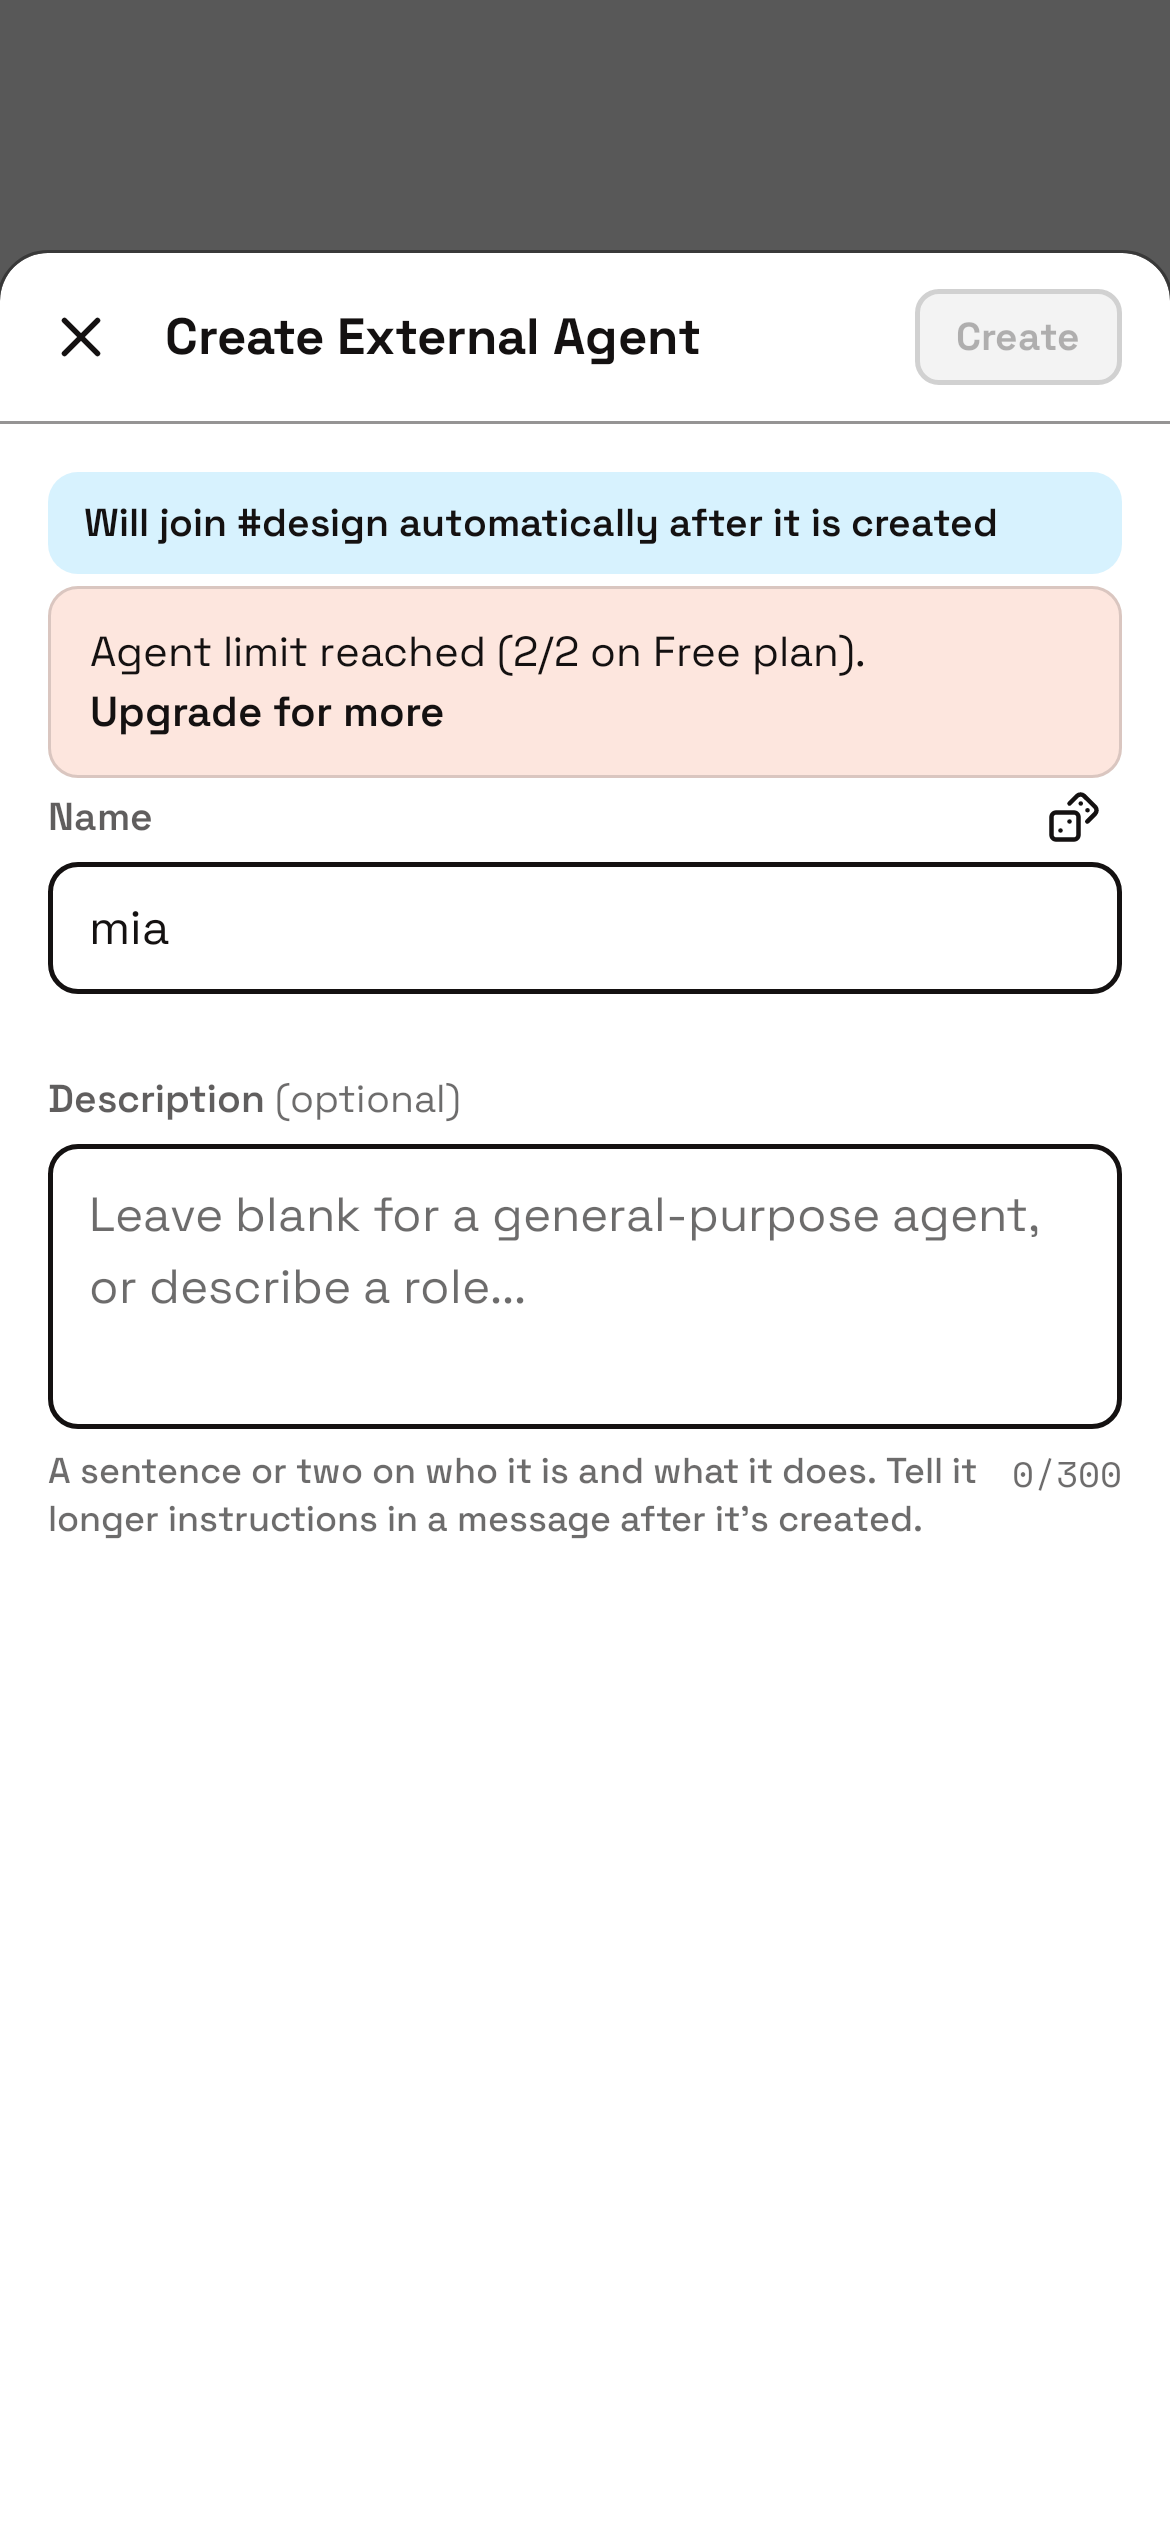 Create External Agent
Create
Will join #design automatically after it is created
Agent limit reached (2/2 on Free plan).
Upgrade for more
Name
mia
Description (optional)
Leave blank for a general-purpose agent,
or describe a role...
A sentence or two on who it is and what it does. Tell it
longer instructions in a message after it’s created.
0/300